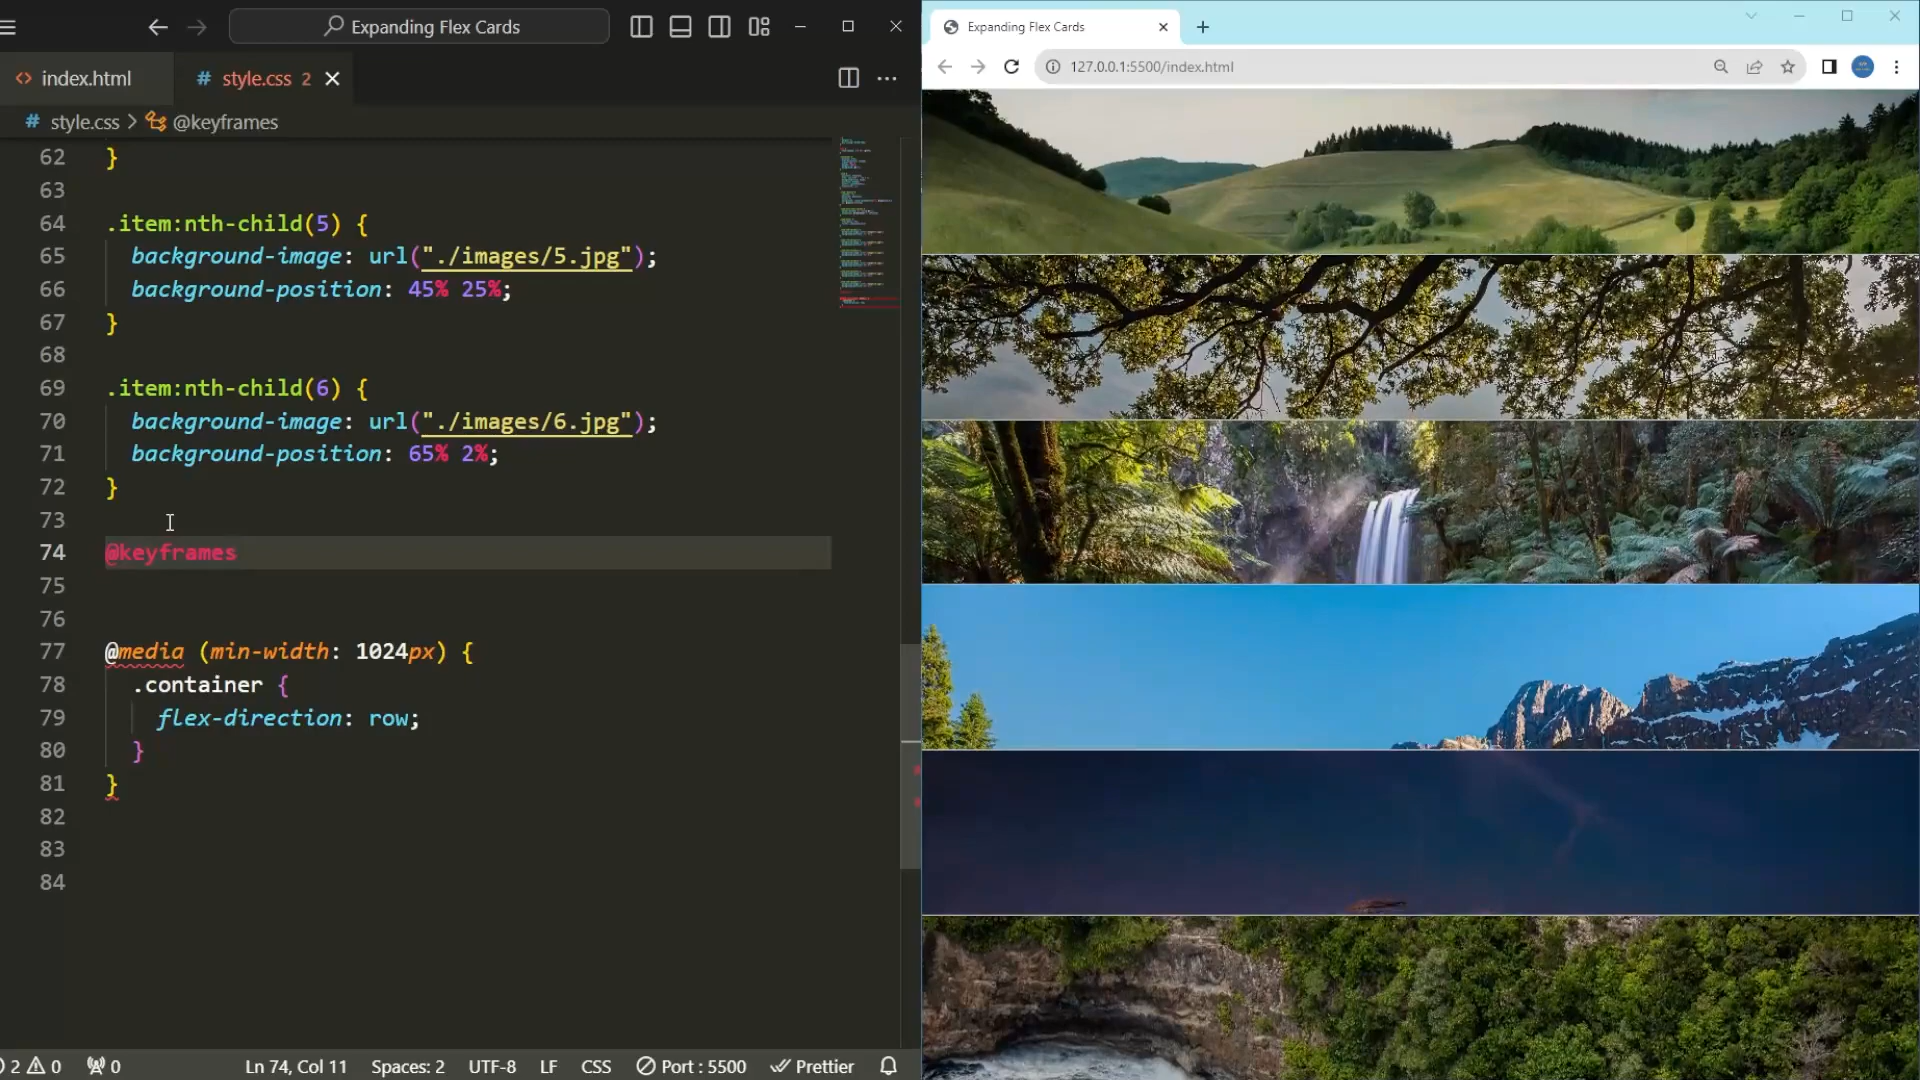 Expanding Flex Cards
index.html
# style.css 2
# style.css > @keyframes
62 }
63
64 .item:nth-child(5) {
65 background-image: url("./images/5.jpg");
66 background-position: 45% 25%;
67 }
68
69 .item:nth-child(6) {
70 background-image: url("./images/6.jpg");
71 background-position: 65% 2%;
72 }
73
74 @keyframes
75
76
77 @media (min-width: 1024px) {
78 .container {
79 flex-direction: row;
80 }
81 }
82
83
84
2 0 0 Ln 74, Col 11 Spaces: 2 UTF-8 LF CSS Port : 5500 Prettier
Expanding Flex Cards
127.0.0.1:5500/index.html